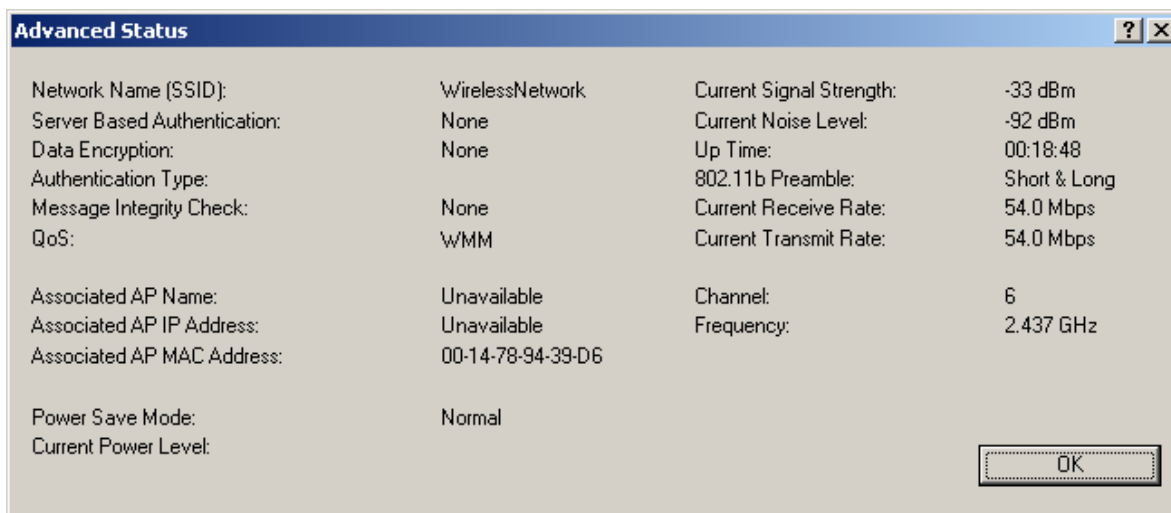 Advanced Status
Network Name (SSID): WirelessNetwork Current Signal Strength: -33 dBm
Server Based Authentication: None Current Noise Level: -92 dBm
Data Encryption: None Up Time: 00:18:48
Authentication Type: 802.11b Preamble: Short & Long
Message Integrity Check: None Current Receive Rate: 54.0 Mbps
QoS: WMM Current Transmit Rate: 54.0 Mbps
Associated AP Name: Unavailable Channel: 6
Associated AP IP Address: Unavailable Frequency: 2.437 GHz
Associated AP MAC Address: 00-14-78-94-39-D6
Power Save Mode: Normal
Current Power Level:
OK